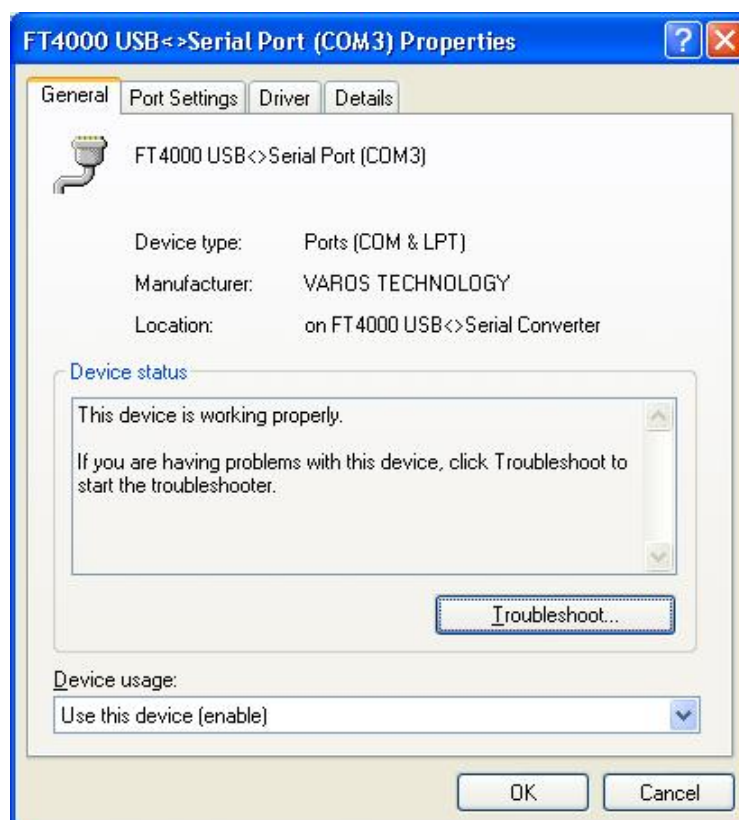 FT4000 USB<>Serial Port (COM3) Properties
General Port Settings Driver Details
FT4000 USB<>Serial Port (COM3)
Device type: Ports (COM & LPT)
Manufacturer: VAROS TECHNOLOGY
Location: on FT4000 USB<>Serial Converter
Device status
This device is working properly.
If you are having problems with this device, click Troubleshoot to
start the troubleshooter.
Troubleshoot...
Device usage:
Use this device (enable)
OK Cancel